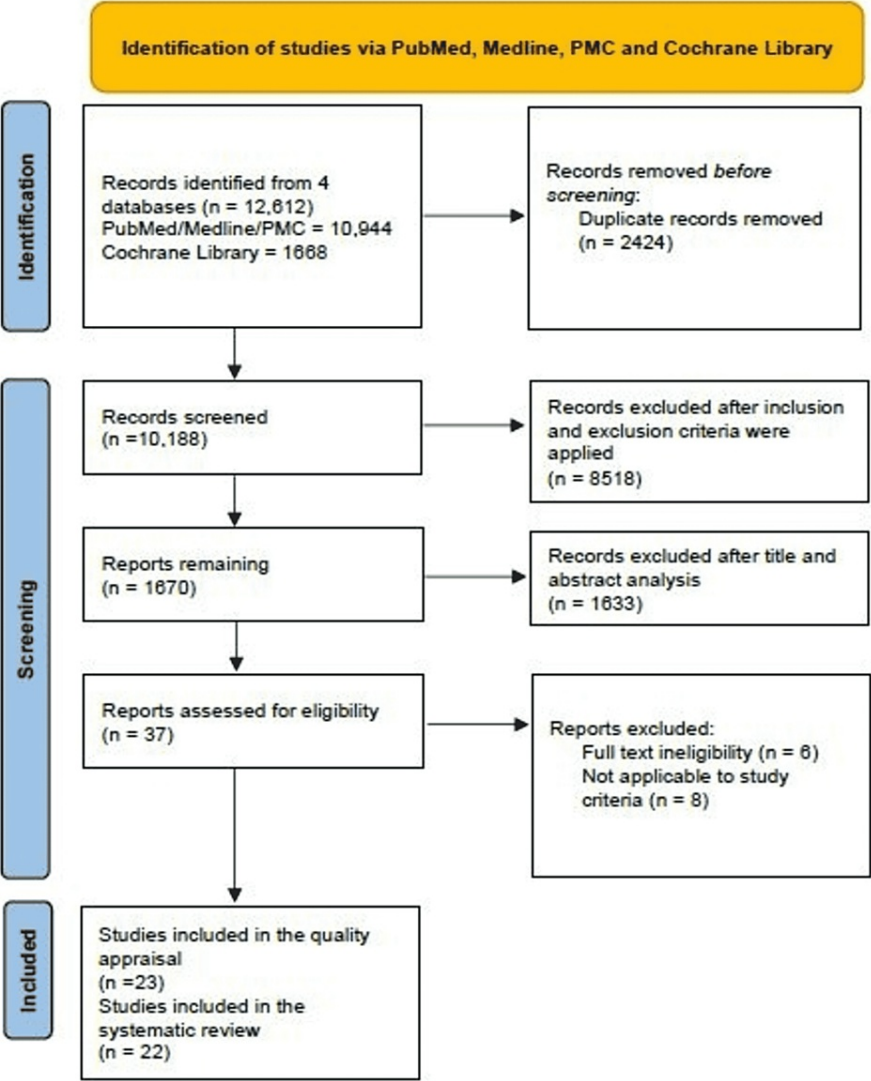 Identification of studies via PubMed, Medline, PMC and Cochrane Library
Identification
Records identified from 4
databases (n = 12,612)
PubMed/Medline/PMC = 10,944
Cochrane Library = 1668
Records removed before
screening:
Duplicate records removed
(n = 2424)
Screening
Records screened
(n =10,188)
Records excluded after inclusion
and exclusion criteria were
applied
(n = 8518)
Reports remaining
(n = 1670)
Records excluded after title and
abstract analysis
(n = 1633)
Reports assessed for eligibility
(n = 37)
Reports excluded:
Full text ineligibility (n = 6)
Not applicable to study
criteria (n = 8)
Included
Studies included in the quality
appraisal
(n =23)
Studies included in the
systematic review
(n = 22)